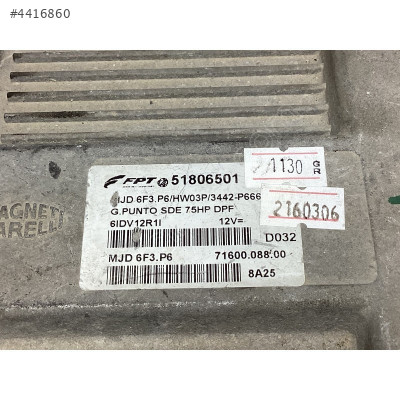 #4416860
FPT 51806501
MJD 6F3.P6/HW03P/3442-P666
G.PUNTO SDE 75HP DPF
6IDV12R1I 12V=
D032
MJD 6F3.P6 71600.088.00
8A25
1130 GR
2160306
MAGNETI
MARELLI